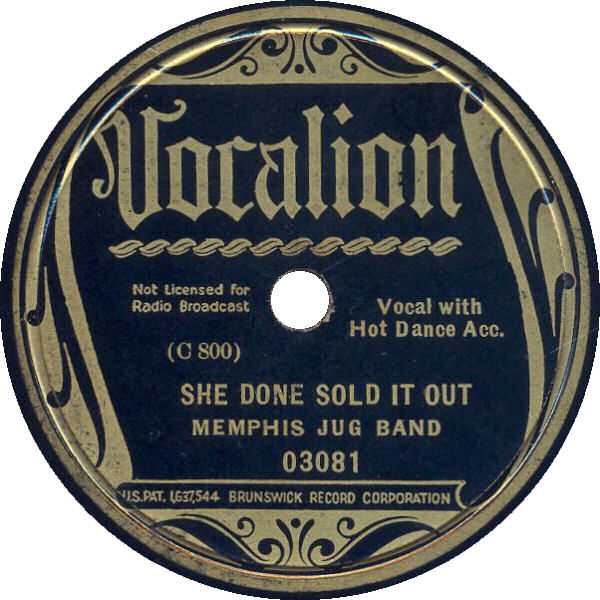 Vocalion
Not Licensed for
Radio Broadcast
Vocal with
Hot Dance Acc.
(C 800)
SHE DONE SOLD IT OUT
MEMPHIS JUG BAND
03081
U.S. PAT. 1,637,544 BRUNSWICK RECORD CORPORATION